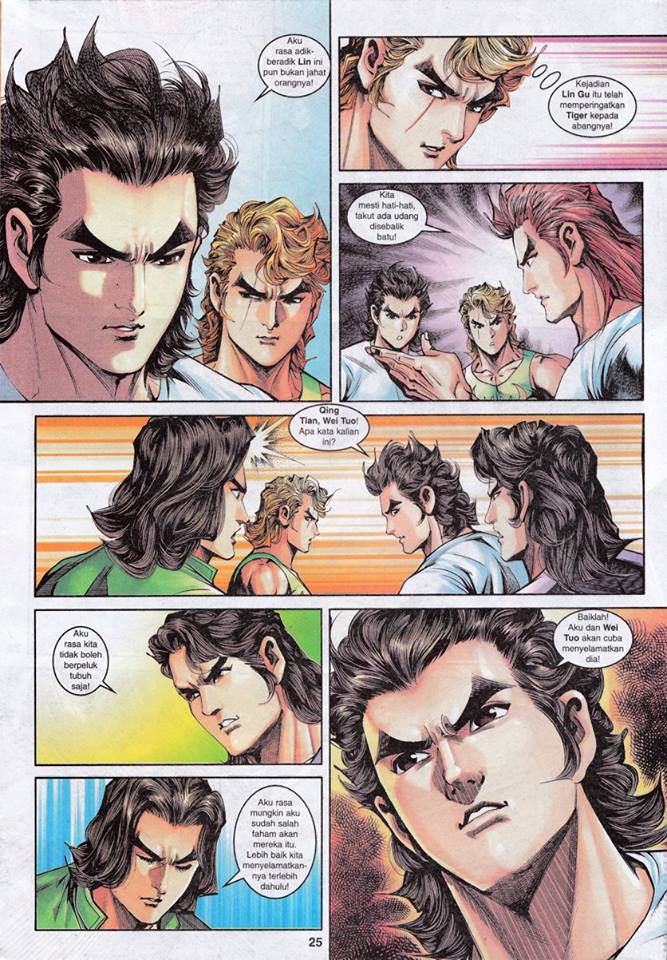 Aku
rasa adik-
beradik Lin ini
pun bukan jahat
orangnya!
Kejadian
Lin Gu itu telah
memperingatkan
Tiger kepada
abangnya!
Kita
mesti hati-hati,
takut ada udang
disebalik
batu!
Qing
Tian, Wei Tuo!
Apa kata kalian
ini?
Aku
rasa kita
tidak boleh
berpeluk
tubuh
saja!
Baiklah!
Aku dan Wei
Tuo akan cuba
menyelamatkan
dia!
Aku rasa
mungkin aku
sudah salah
faham akan
mereka itu.
Lebih baik kita
menyelamatkan-
nya terlebih
dahulu!
25